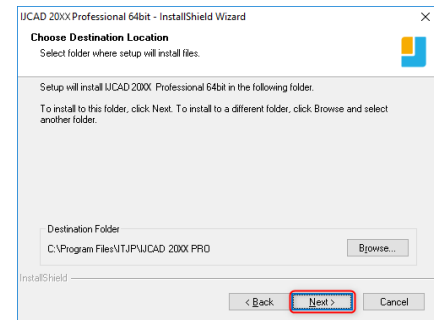 IJCAD 20XX Professional 64bit - InstallShield Wizard
Choose Destination Location
Select folder where setup will install files.
Setup will install IJCAD 20XX Professional 64bit in the following folder.
To install to this folder, click Next. To install to a different folder, click Browse and select
another folder.
Destination Folder
C:\Program Files\ITJP\IJCAD 20XX PRO
Browse...
InstallShield
< Back
Next >
Cancel